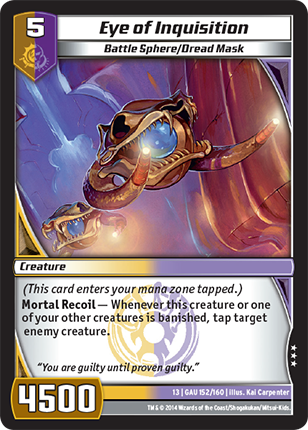 5
Eye of Inquisition
Battle Sphere/Dread Mask
Creature
(This card enters your mana zone tapped.)
Mortal Recoil — Whenever this creature or one
of your other creatures is banished, tap target
enemy creature.
"You are guilty until proven guilty."
4500
13 | GAU 152/160 | illus. Kai Carpenter
TM & © 2014 Wizards of the Coast/Shogakukan/Mitsui-Kids.